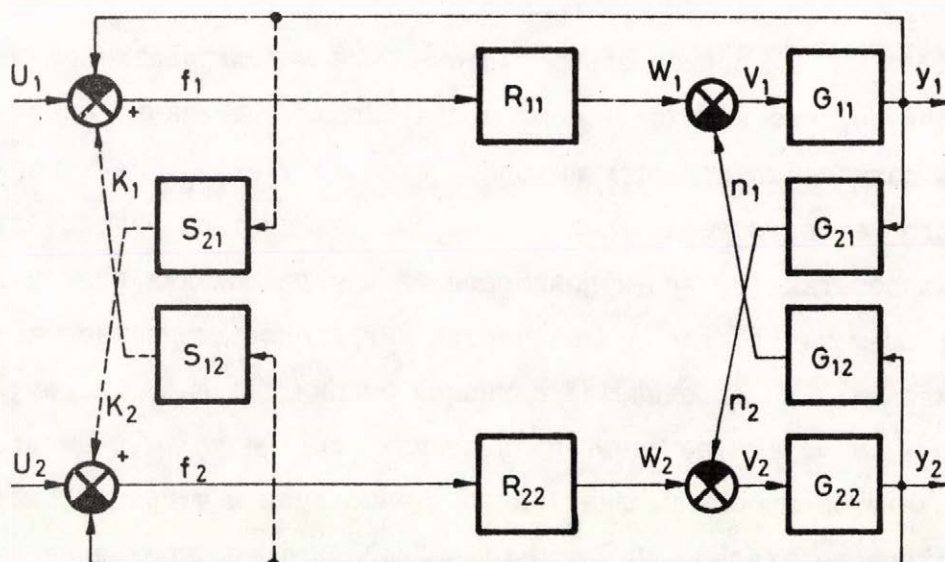 U1 + f1 R11 W1 V1 G11 y1
K1 S21 n1 G21
S12 G12
K2 n2
U2 + f2 R22 W2 V2 G22 y2